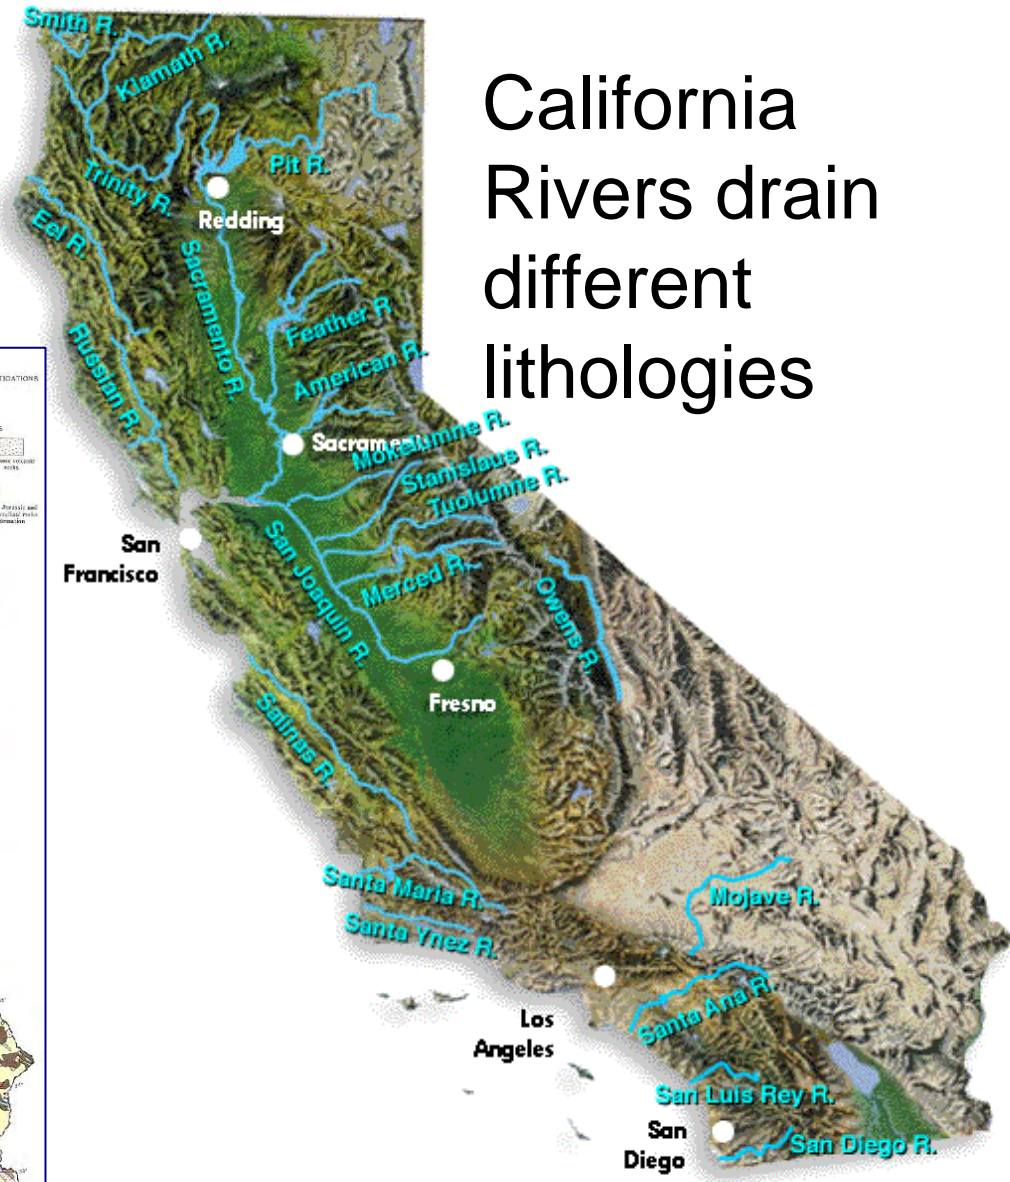 California
Rivers drain
different
lithologies
Smith R.
Klamath R.
Pit R.
Trinity R.
Redding
Eel R.
Sacramento R.
Feather R
Russian R.
American R.
Mokelumne R.
Stanislaus R.
Tuolumne R.
San
Francisco
San Joaquin R.
Merced R.
Owens R.
Fresno
Salinas R.
Santa Maria R.
Mojave R.
Santa Ynez R.
Santa Ana R.
Los
Angeles
San Luis Rey R.
San
Diego
San Diego R.